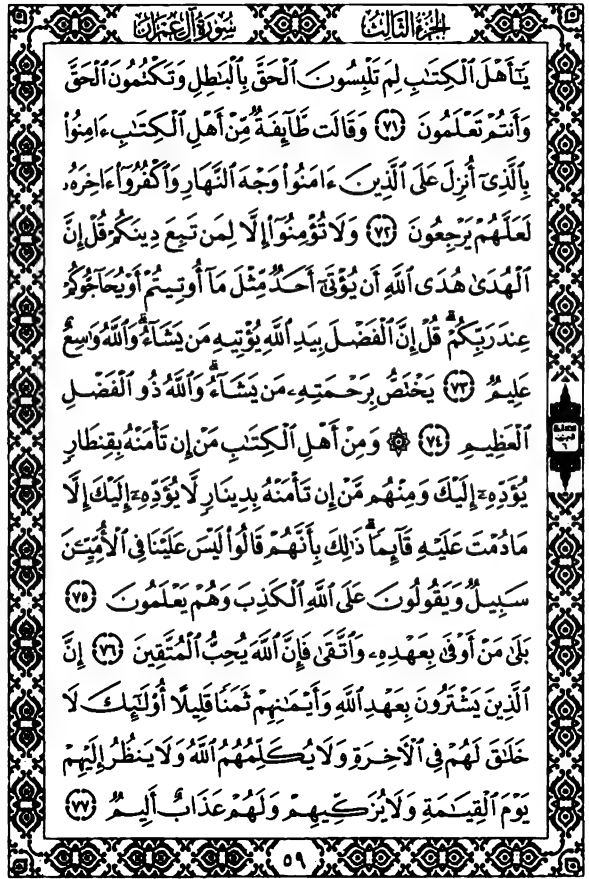 الجزء الثالث
سورة آل عمران
يَٰٓأَهْلَ ٱلْكِتَٰبِ لِمَ تَلْبِسُونَ ٱلْحَقَّ بِٱلْبَٰطِلِ وَتَكْتُمُونَ ٱلْحَقَّ
وَأَنتُمْ تَعْلَمُونَ ٧١ وَقَالَت طَّآئِفَةٌ مِّنْ أَهْلِ ٱلْكِتَٰبِ ءَامِنُوا۟
بِٱلَّذِىٓ أُنزِلَ عَلَى ٱلَّذِينَ ءَامَنُوا۟ وَجْهَ ٱلنَّهَارِ وَٱكْفُرُوٓا۟ ءَاخِرَهُۥ
لَعَلَّهُمْ يَرْجِعُونَ ٧٢ وَلَا تُؤْمِنُوٓا۟ إِلَّا لِمَن تَبِعَ دِينَكُمْ قُلْ إِنَّ
ٱلْهُدَىٰ هُدَى ٱللَّهِ أَن يُؤْتَىٰٓ أَحَدٌ مِّثْلَ مَآ أُوتِيتُمْ أَوْ يُحَآجُّوكُمْ
عِندَ رَبِّكُمْ ۗ قُلْ إِنَّ ٱلْفَضْلَ بِيَدِ ٱللَّهِ يُؤْتِيهِ مَن يَشَآءُ ۗ وَٱللَّهُ وَٰسِعٌ
عَلِيمٌ ٧٣ يَخْتَصُّ بِرَحْمَتِهِۦ مَن يَشَآءُ ۗ وَٱللَّهُ ذُو ٱلْفَضْلِ
ٱلْعَظِيمِ ٧٤ ۞ وَمِنْ أَهْلِ ٱلْكِتَٰبِ مَنْ إِن تَأْمَنْهُ بِقِنطَارٍ
يُؤَدِّهِۦٓ إِلَيْكَ وَمِنْهُم مَّنْ إِن تَأْمَنْهُ بِدِينَارٍ لَّا يُؤَدِّهِۦٓ إِلَيْكَ إِلَّا
مَا دُمْتَ عَلَيْهِ قَآئِمًا ۗ ذَٰلِكَ بِأَنَّهُمْ قَالُوا۟ لَيْسَ عَلَيْنَا فِى ٱلْأُمِّيِّۦنَ
سَبِيلٌ وَيَقُولُونَ عَلَى ٱللَّهِ ٱلْكَذِبَ وَهُمْ يَعْلَمُونَ ٧٥
بَلَىٰ مَنْ أَوْفَىٰ بِعَهْدِهِۦ وَٱتَّقَىٰ فَإِنَّ ٱللَّهَ يُحِبُّ ٱلْمُتَّقِينَ ٧٦ إِنَّ
ٱلَّذِينَ يَشْتَرُونَ بِعَهْدِ ٱللَّهِ وَأَيْمَٰنِهِمْ ثَمَنًا قَلِيلًا أُو۟لَٰٓئِكَ لَا
خَلَٰقَ لَهُمْ فِى ٱلْءَاخِرَةِ وَلَا يُكَلِّمُهُمُ ٱللَّهُ وَلَا يَنظُرُ إِلَيْهِمْ
يَوْمَ ٱلْقِيَٰمَةِ وَلَا يُزَكِّيهِمْ وَلَهُمْ عَذَابٌ أَلِيمٌ ٧٧
٥٩